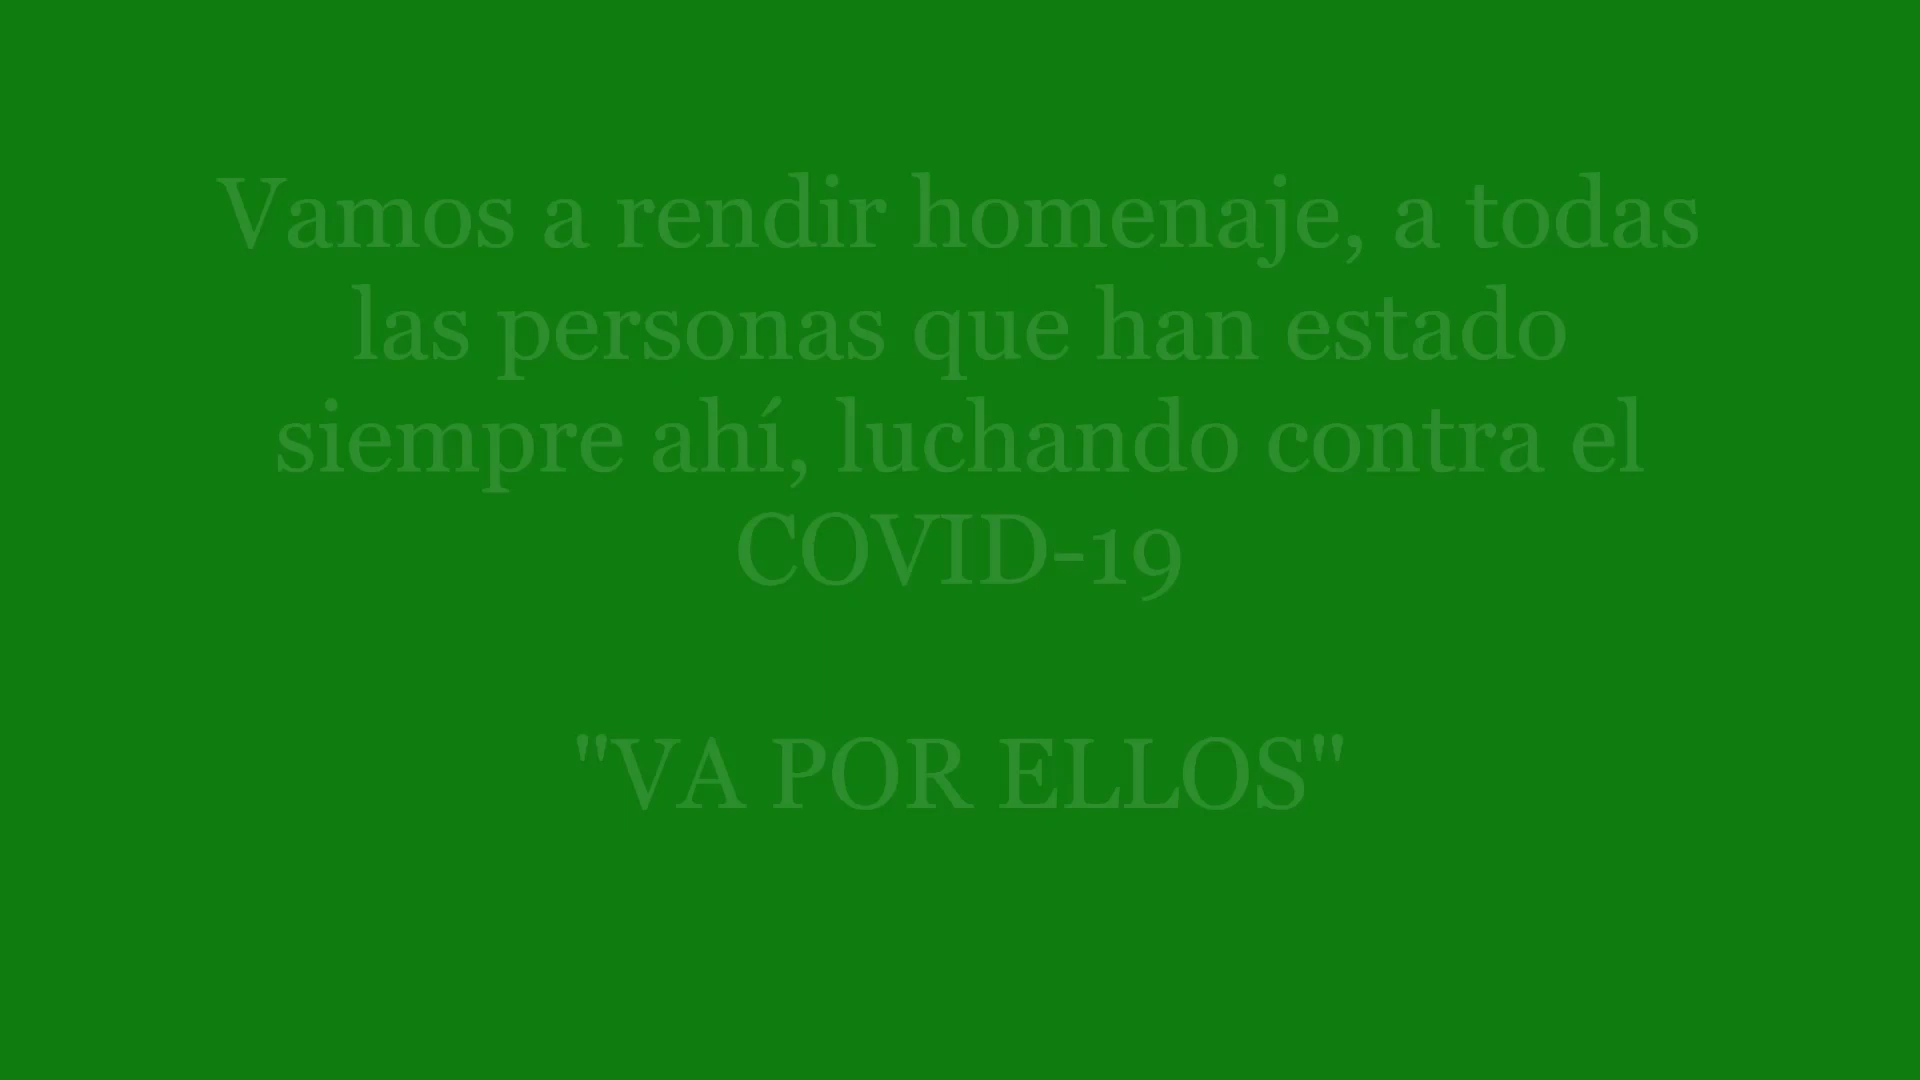 Vamos a rendir homenaje, a todas
las personas que han estado
siempre ahí, luchando contra el
COVID-19
"VA POR ELLOS"